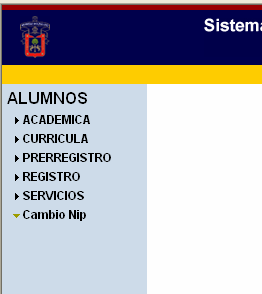 Sistema
ALUMNOS
ACADEMICA
CURRICULA
PRERREGISTRO
REGISTRO
SERVICIOS
Cambio Nip